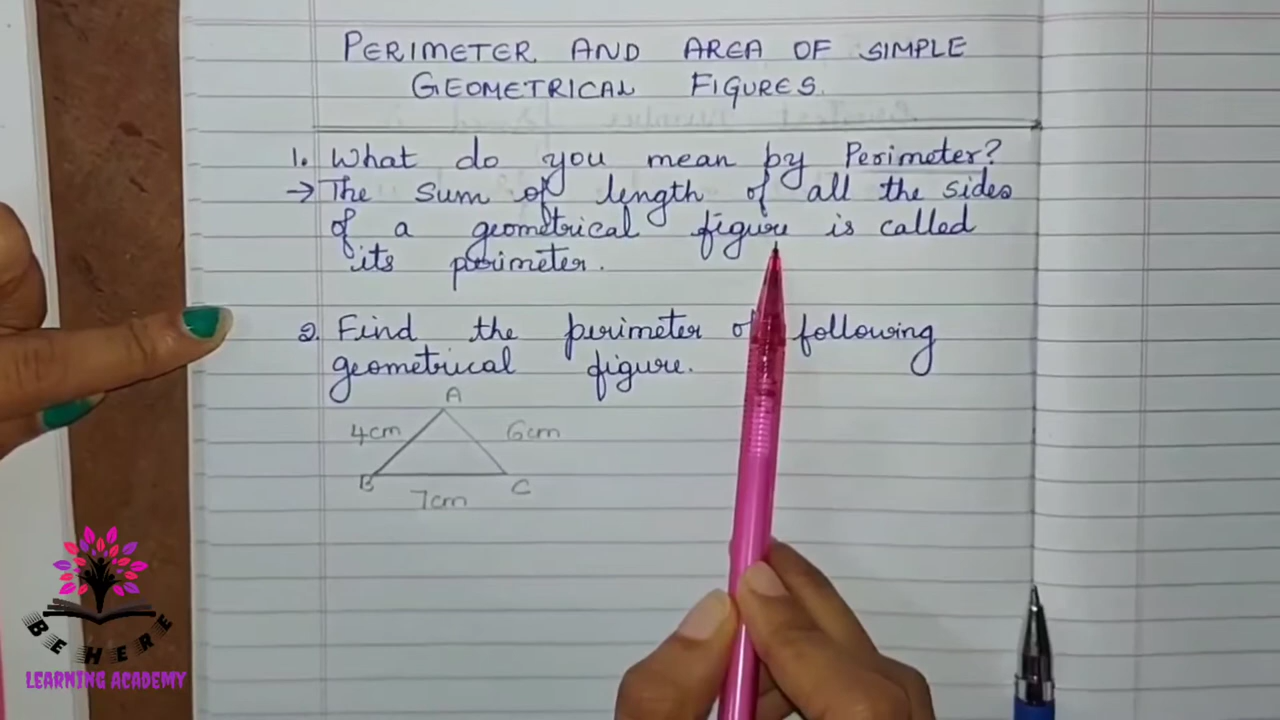 PERIMETER AND AREA OF SIMPLE
GEOMETRICAL FIGURES.
1. What do you mean by Perimeter?
→ The sum of length of all the sides
of a geometrical figure is called
its perimeter.
2. Find the perimeter of following
geometrical figure.
A
4cm 6cm
B C
7cm
BE HERE
LEARNING ACADEMY